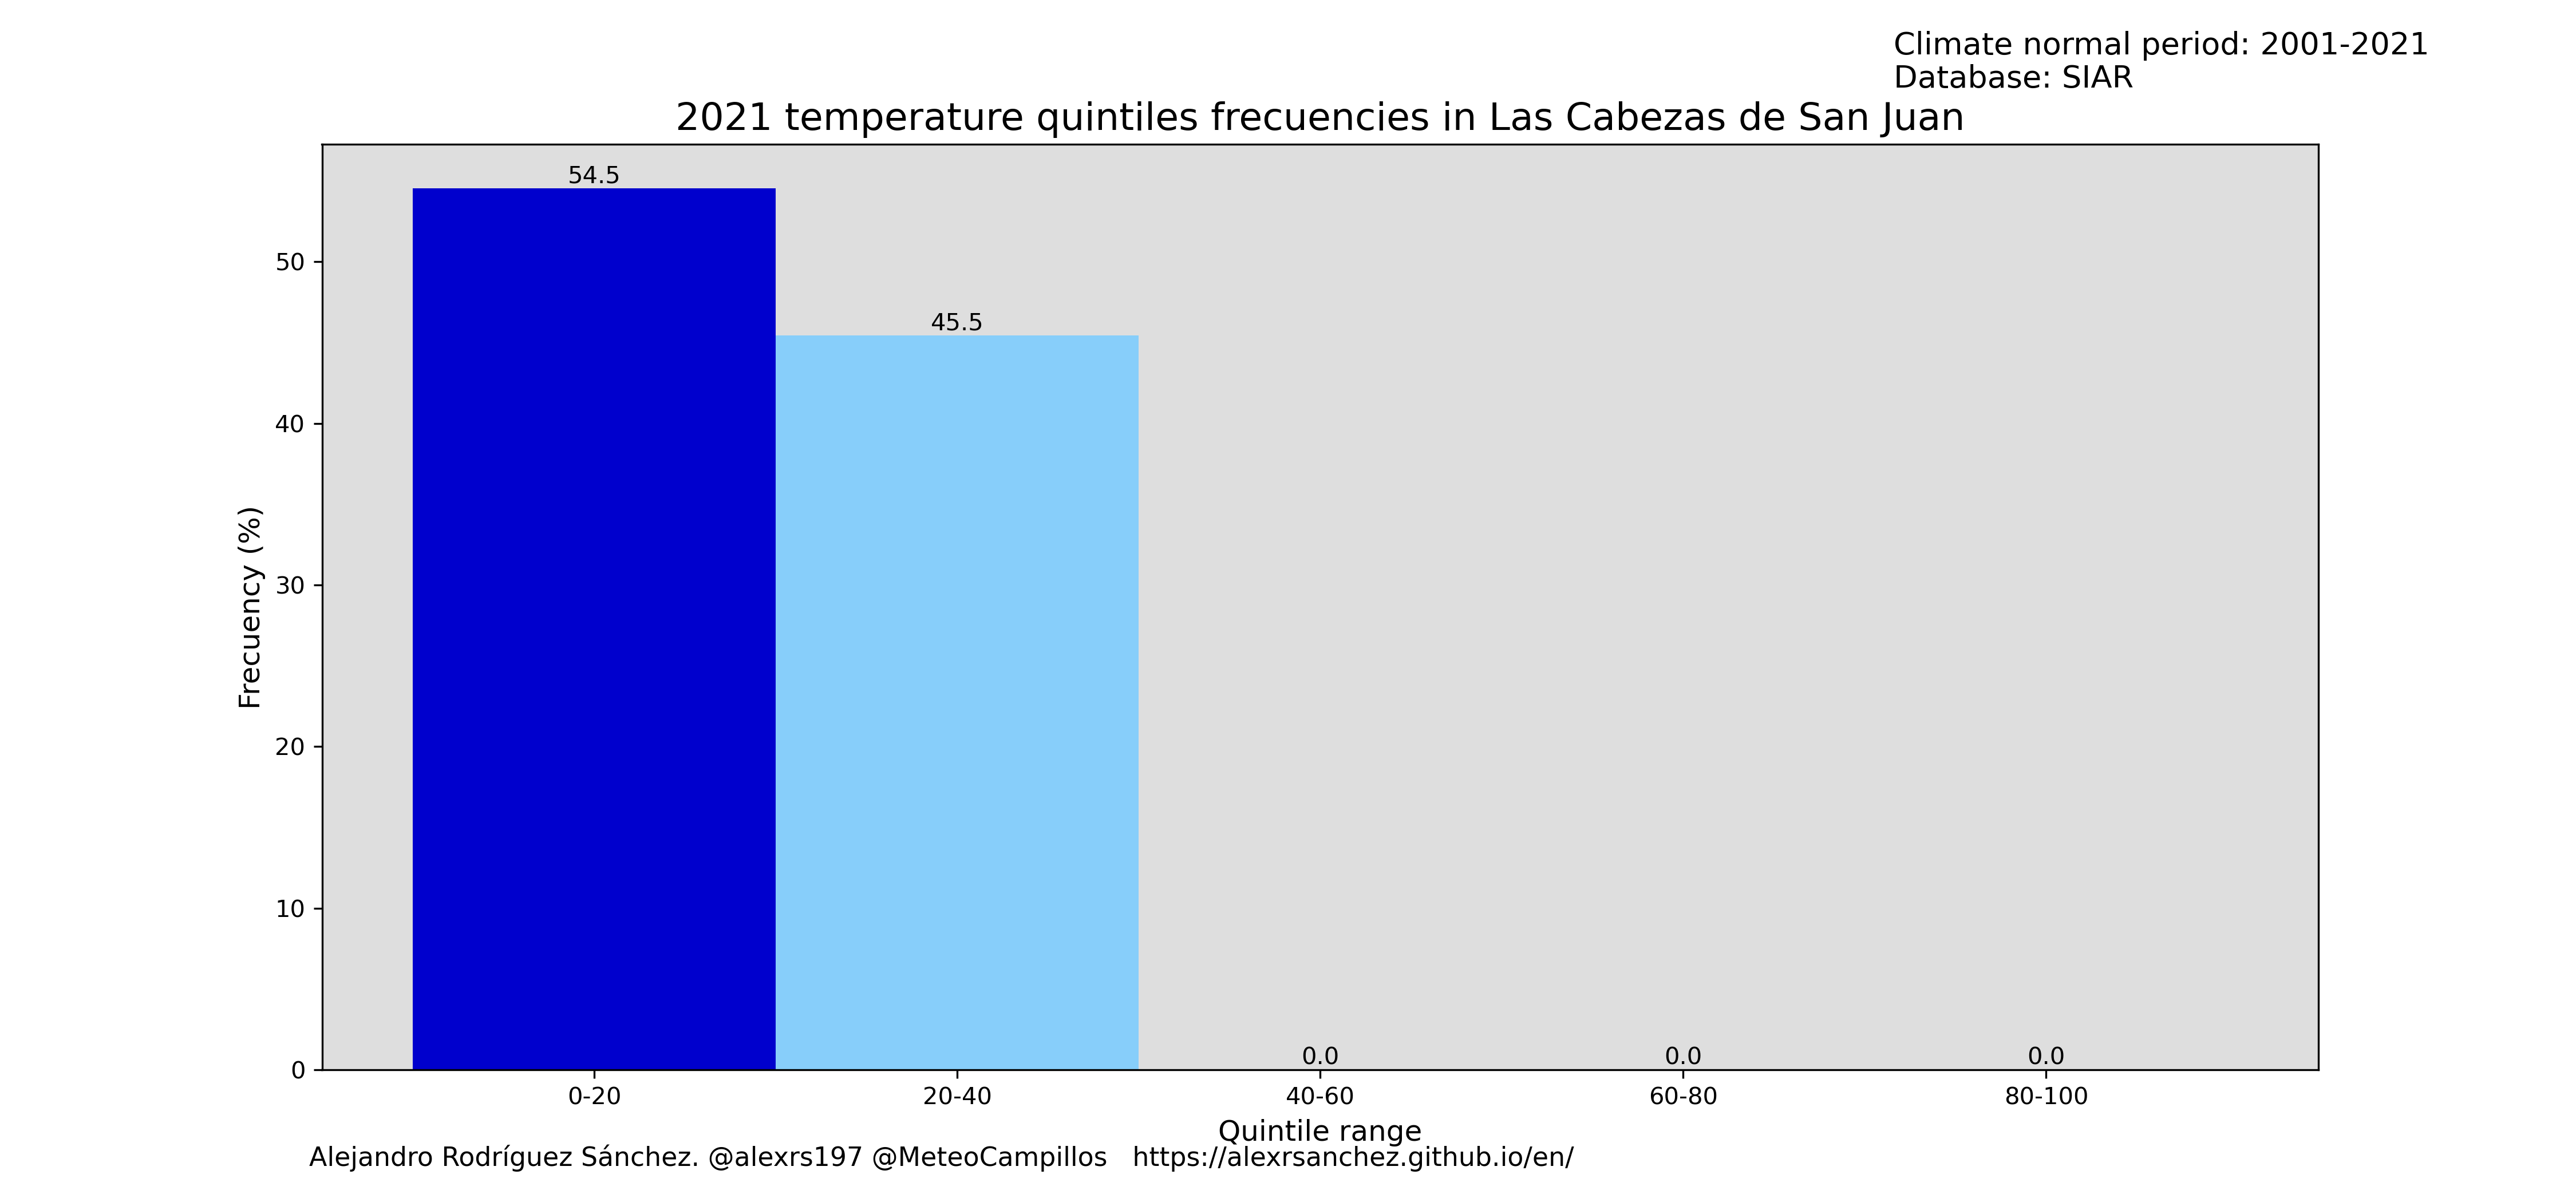 Climate normal period: 2001-2021
Database: SIAR
2021 temperature quintiles frecuencies in Las Cabezas de San Juan
54.5
45.5
0.0 0.0 0.0
50
40
30
20
10
0
Frecuency (%)
0-20 20-40 40-60 60-80 80-100
Quintile range
Alejandro Rodríguez Sánchez. @alexrs197 @MeteoCampillos https://alexrsanchez.github.io/en/